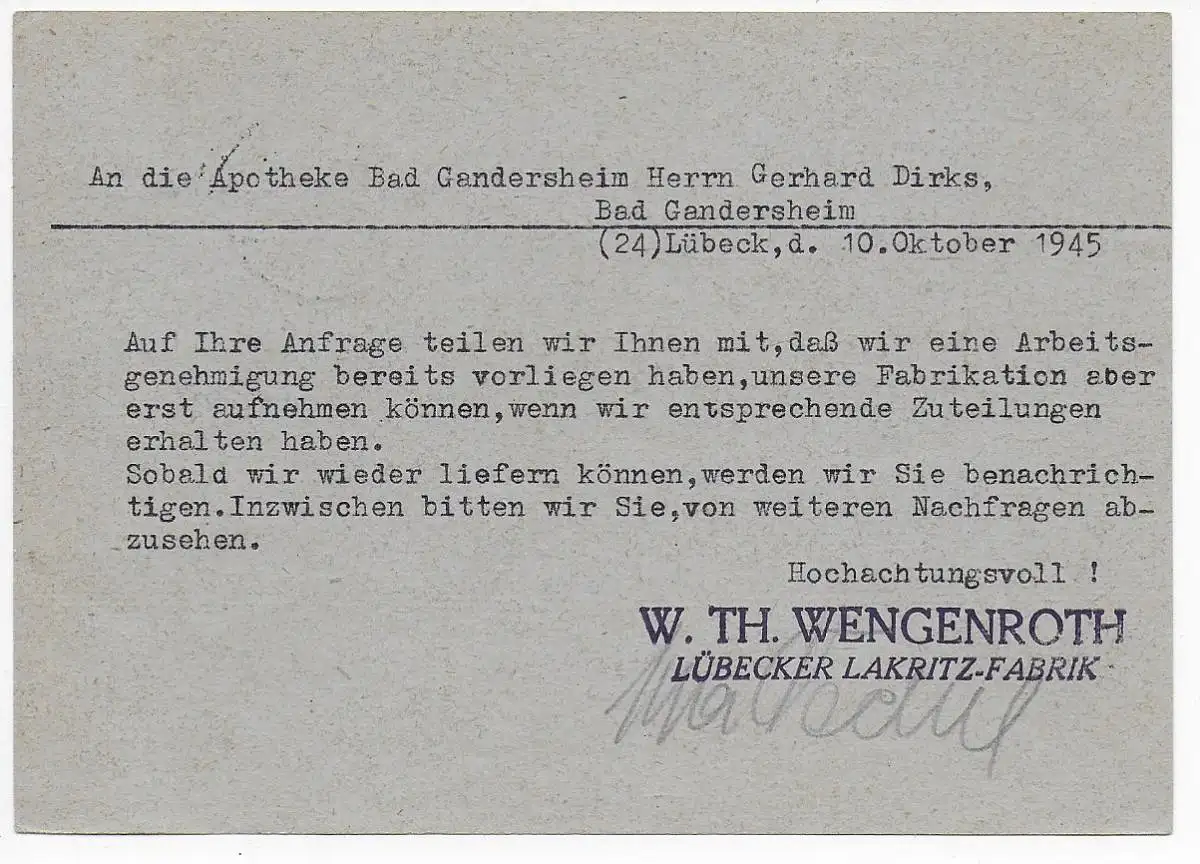 An die Apotheke Bad Gandersheim Herrn Gerhard Dirks,
Bad Gandersheim
(24)Lübeck,d. 10.Oktober 1945
Auf Ihre Anfrage teilen wir Ihnen mit,daß wir eine Arbeits-
genehmigung bereits vorliegen haben,unsere Fabrikation aber
erst aufnehmen können,wenn wir entsprechende Zuteilungen
erhalten haben.
Sobald wir wieder liefern können,werden wir Sie benachrich-
tigen.Inzwischen bitten wir Sie,von weiteren Nachfragen ab-
zusehen.
Hochachtungsvoll !
W. TH. WENGENROTH
LÜBECKER LAKRITZ-FABRIK